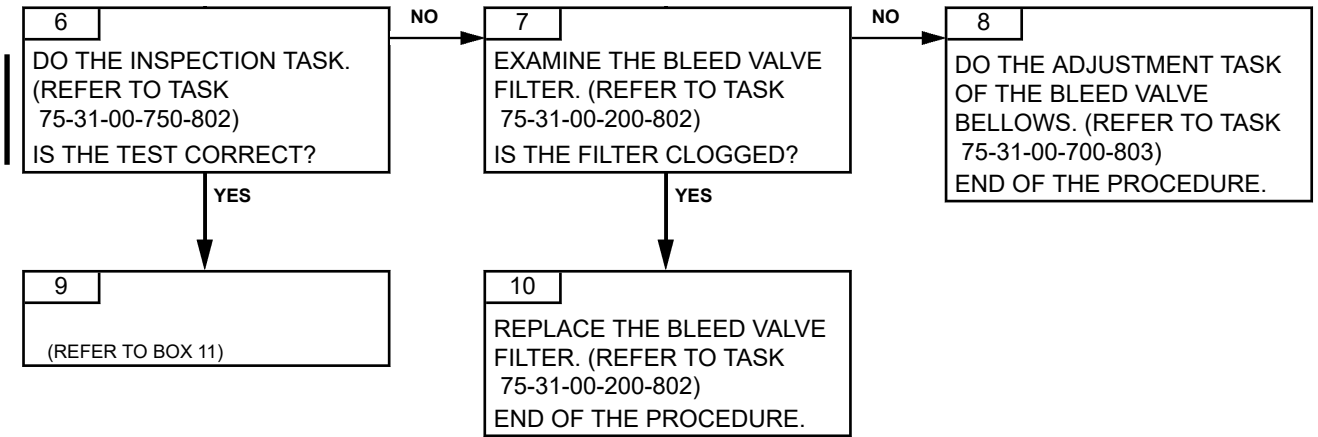 6
DO THE INSPECTION TASK.
(REFER TO TASK
75-31-00-750-802)
IS THE TEST CORRECT?
NO
7
EXAMINE THE BLEED VALVE
FILTER. (REFER TO TASK
75-31-00-200-802)
IS THE FILTER CLOGGED?
NO
8
DO THE ADJUSTMENT TASK
OF THE BLEED VALVE
BELLOWS. (REFER TO TASK
75-31-00-700-803)
END OF THE PROCEDURE.
YES
YES
9
(REFER TO BOX 11)
10
REPLACE THE BLEED VALVE
FILTER. (REFER TO TASK
75-31-00-200-802)
END OF THE PROCEDURE.